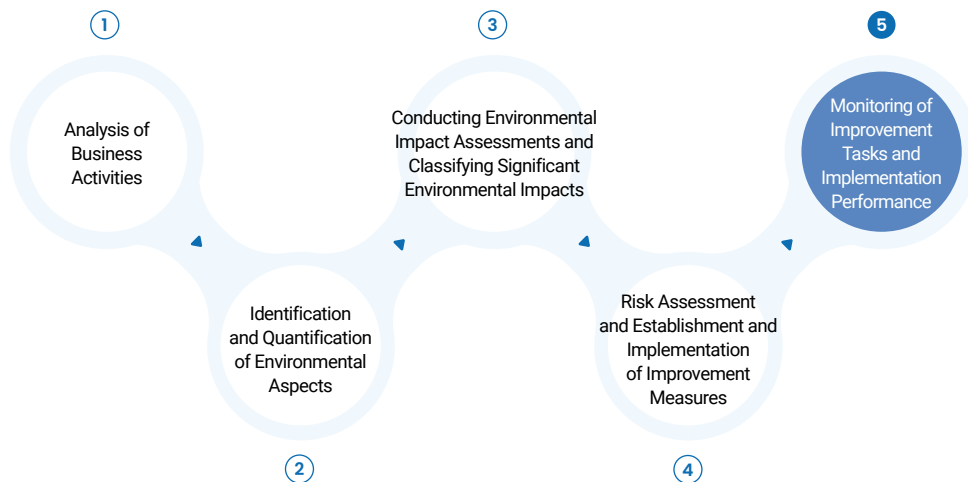 1
Analysis of
Business
Activities
2
Identification
and Quantification
of Environmental
Aspects
3
Conducting Environmental
Impact Assessments and
Classifying Significant
Environmental Impacts
4
Risk Assessment
and Establishment and
Implementation
of Improvement
Measures
5
Monitoring of
Improvement
Tasks and
Implementation
Performance